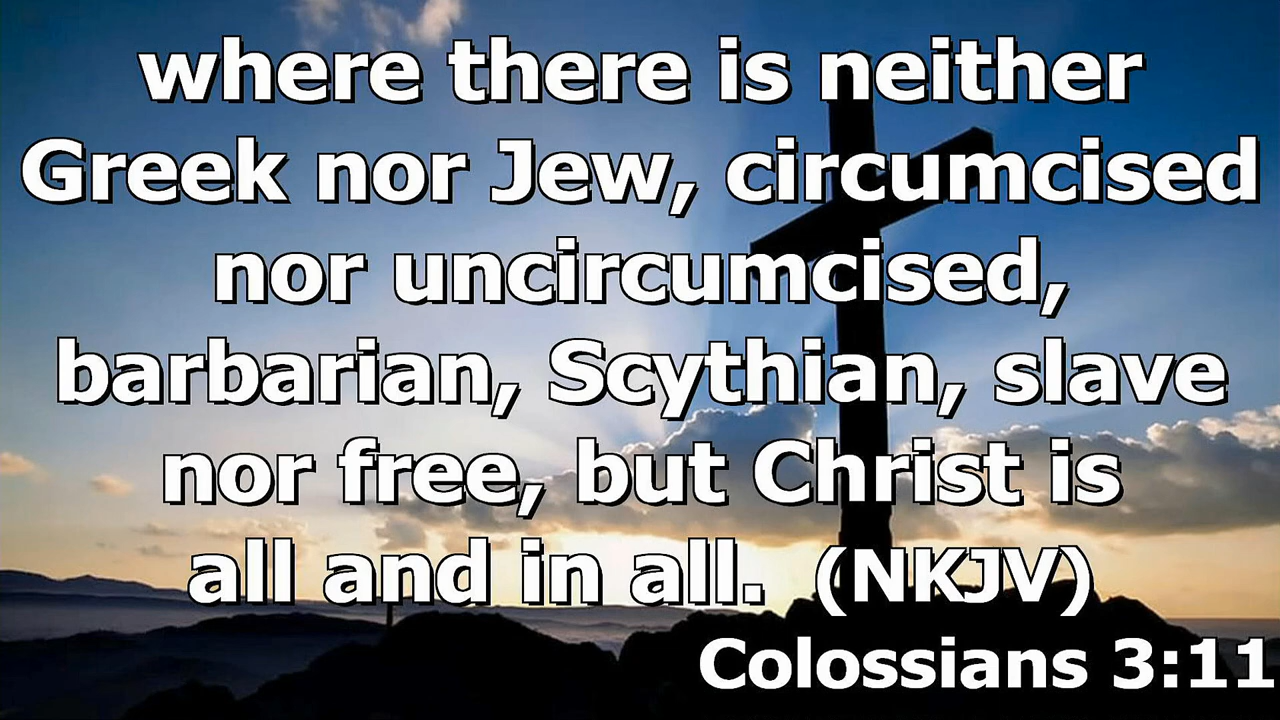 where there is neither
Greek nor Jew, circumcised
nor uncircumcised,
barbarian, Scythian, slave
nor free, but Christ is
all and in all. (NKJV)
Colossians 3:11